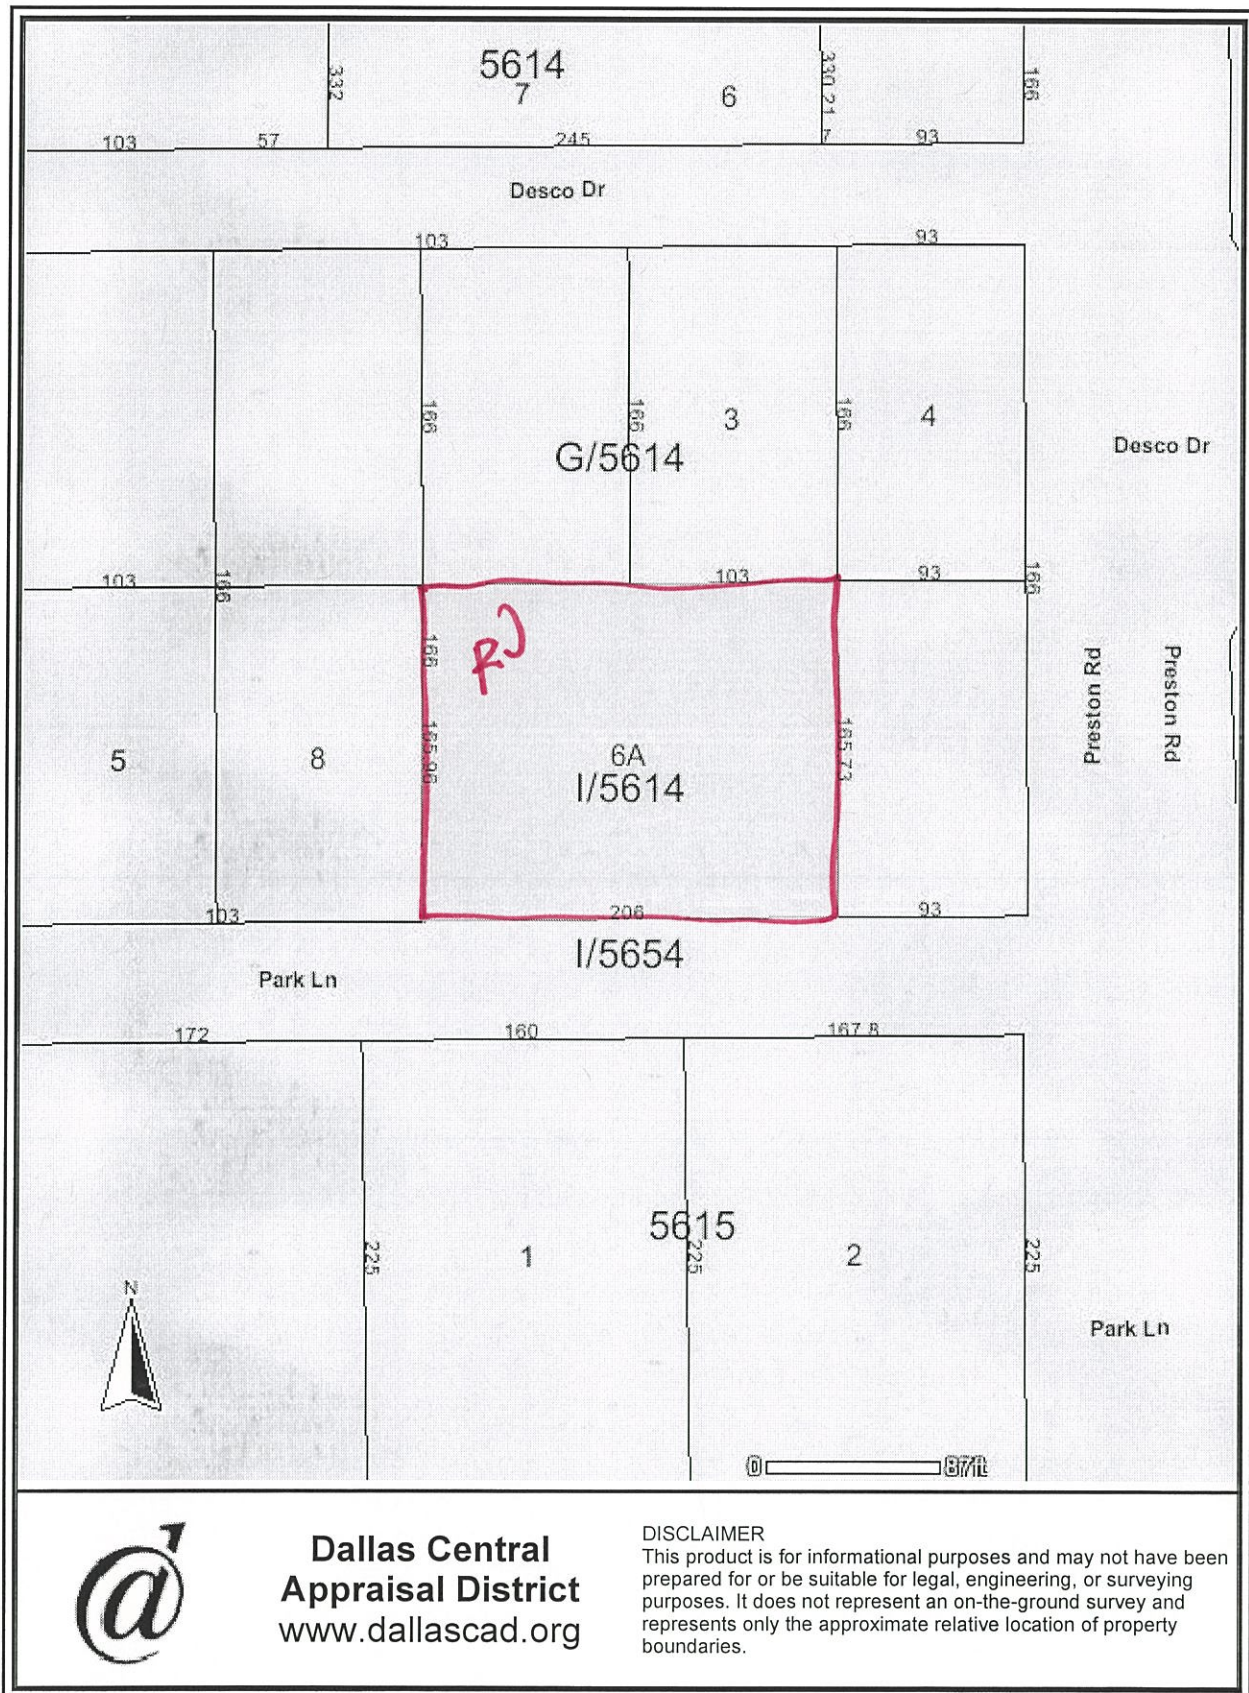 5614
332
7
6
330.21
166
103
57
245
7
93
Desco Dr
103
93
166
166
3
166
4
G/5614
Desco Dr
103
166
103
93
166
RJ
166
165.96
6A
I/5614
165.73
5
8
Preston Rd
Preston Rd
103
206
93
I/5654
Park Ln
172
160
167.8
5615
225
1
225
2
225
N
Park Ln
0
87ft
Dallas Central
Appraisal District
www.dallascad.org
DISCLAIMER
This product is for informational purposes and may not have been
prepared for or be suitable for legal, engineering, or surveying
purposes. It does not represent an on-the-ground survey and
represents only the approximate relative location of property
boundaries.